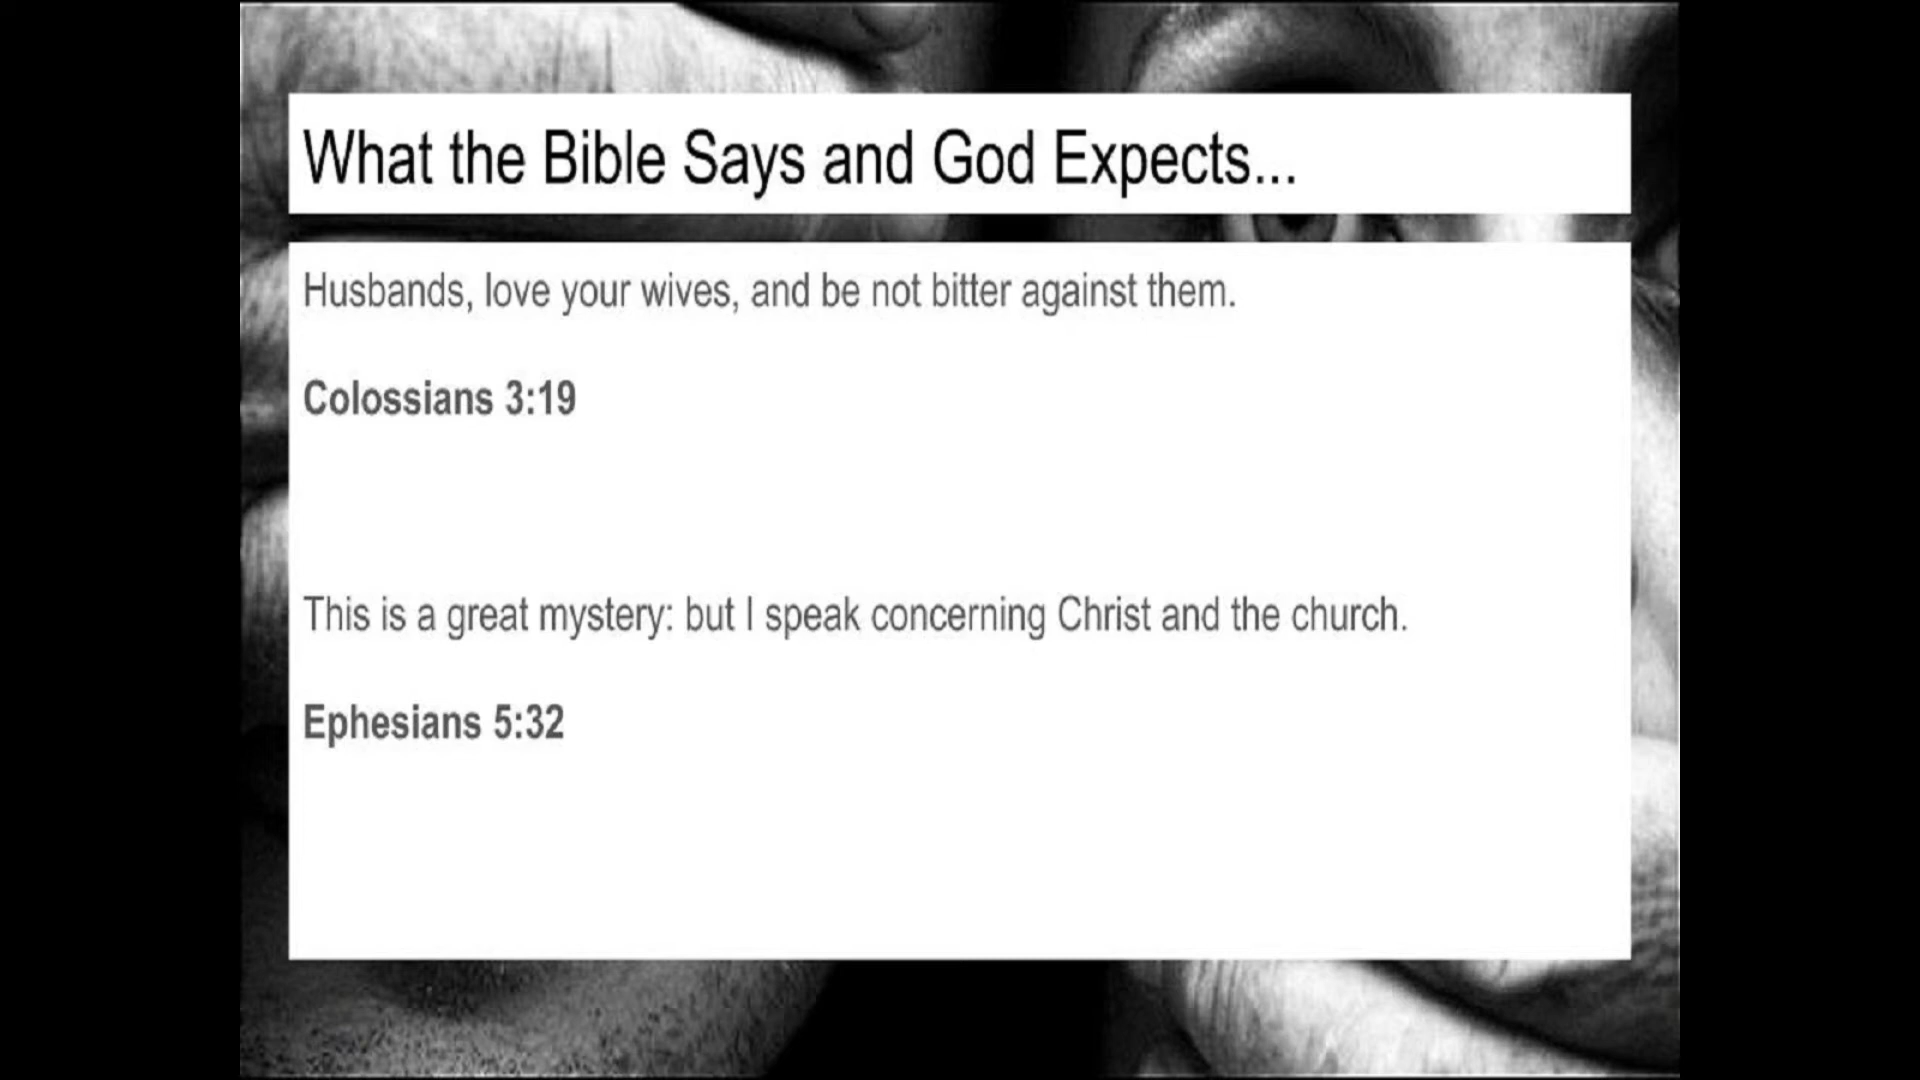 What the Bible Says and God Expects...
Husbands, love your wives, and be not bitter against them.
Colossians 3:19
This is a great mystery: but I speak concerning Christ and the church.
Ephesians 5:32